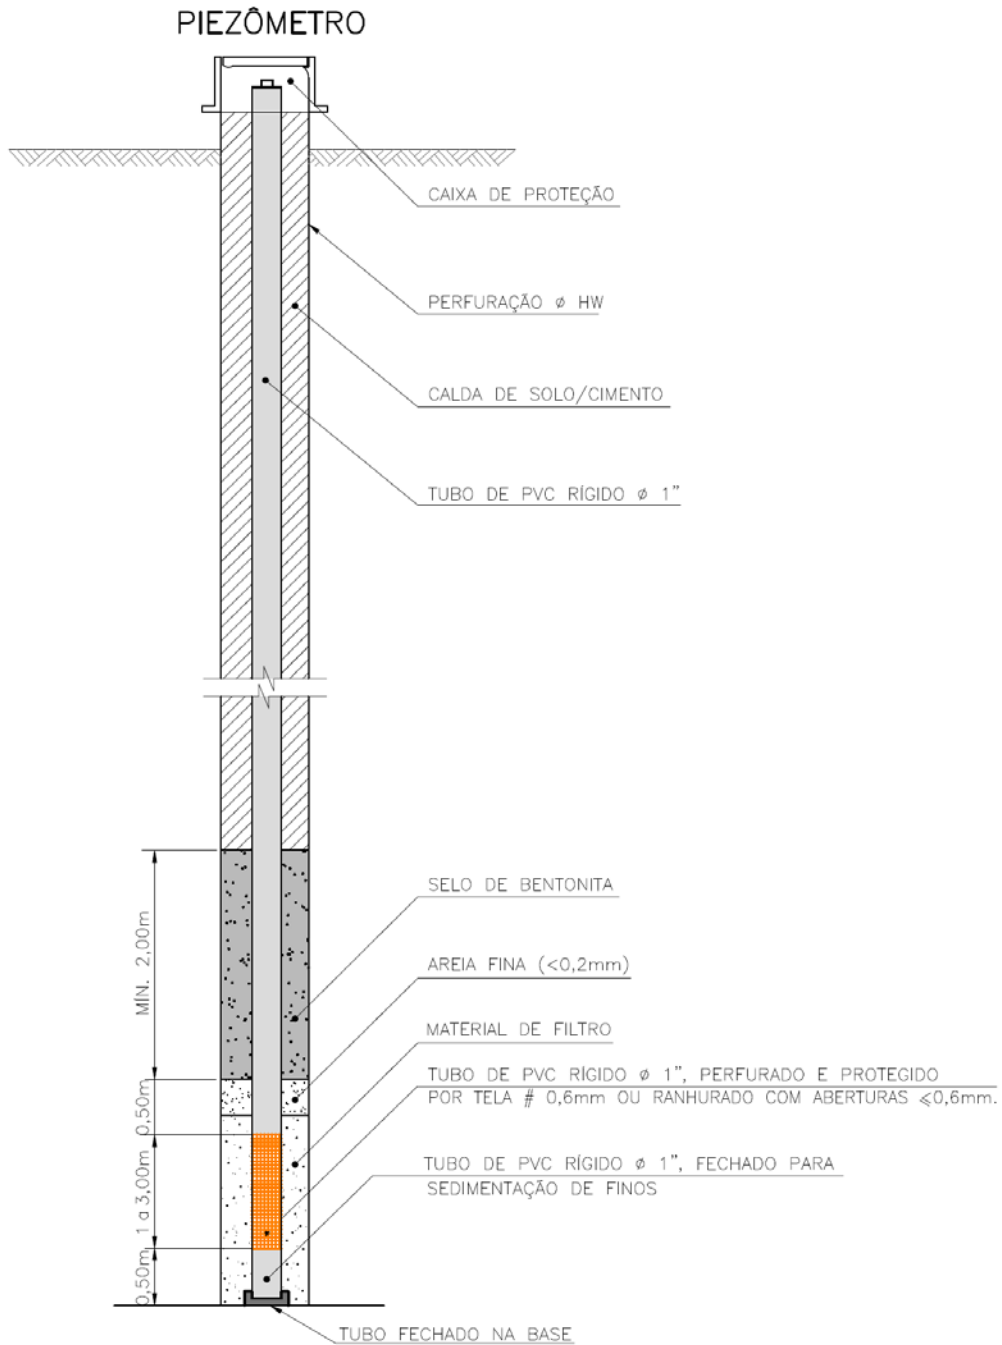 PIEZÔMETRO
CAIXA DE PROTEÇÃO
PERFURAÇÃO ø HW
CALDA DE SOLO/CIMENTO
TUBO DE PVC RÍGIDO ø 1"
SELO DE BENTONITA
MÍN. 2,00m
AREIA FINA (<0,2mm)
MATERIAL DE FILTRO
TUBO DE PVC RÍGIDO ø 1", PERFURADO E PROTEGIDO
POR TELA # 0,6mm OU RANHURADO COM ABERTURAS ⩽0,6mm.
0,50m
TUBO DE PVC RÍGIDO ø 1", FECHADO PARA
SEDIMENTAÇÃO DE FINOS
1 a 3,00m
0,50m
TUBO FECHADO NA BASE